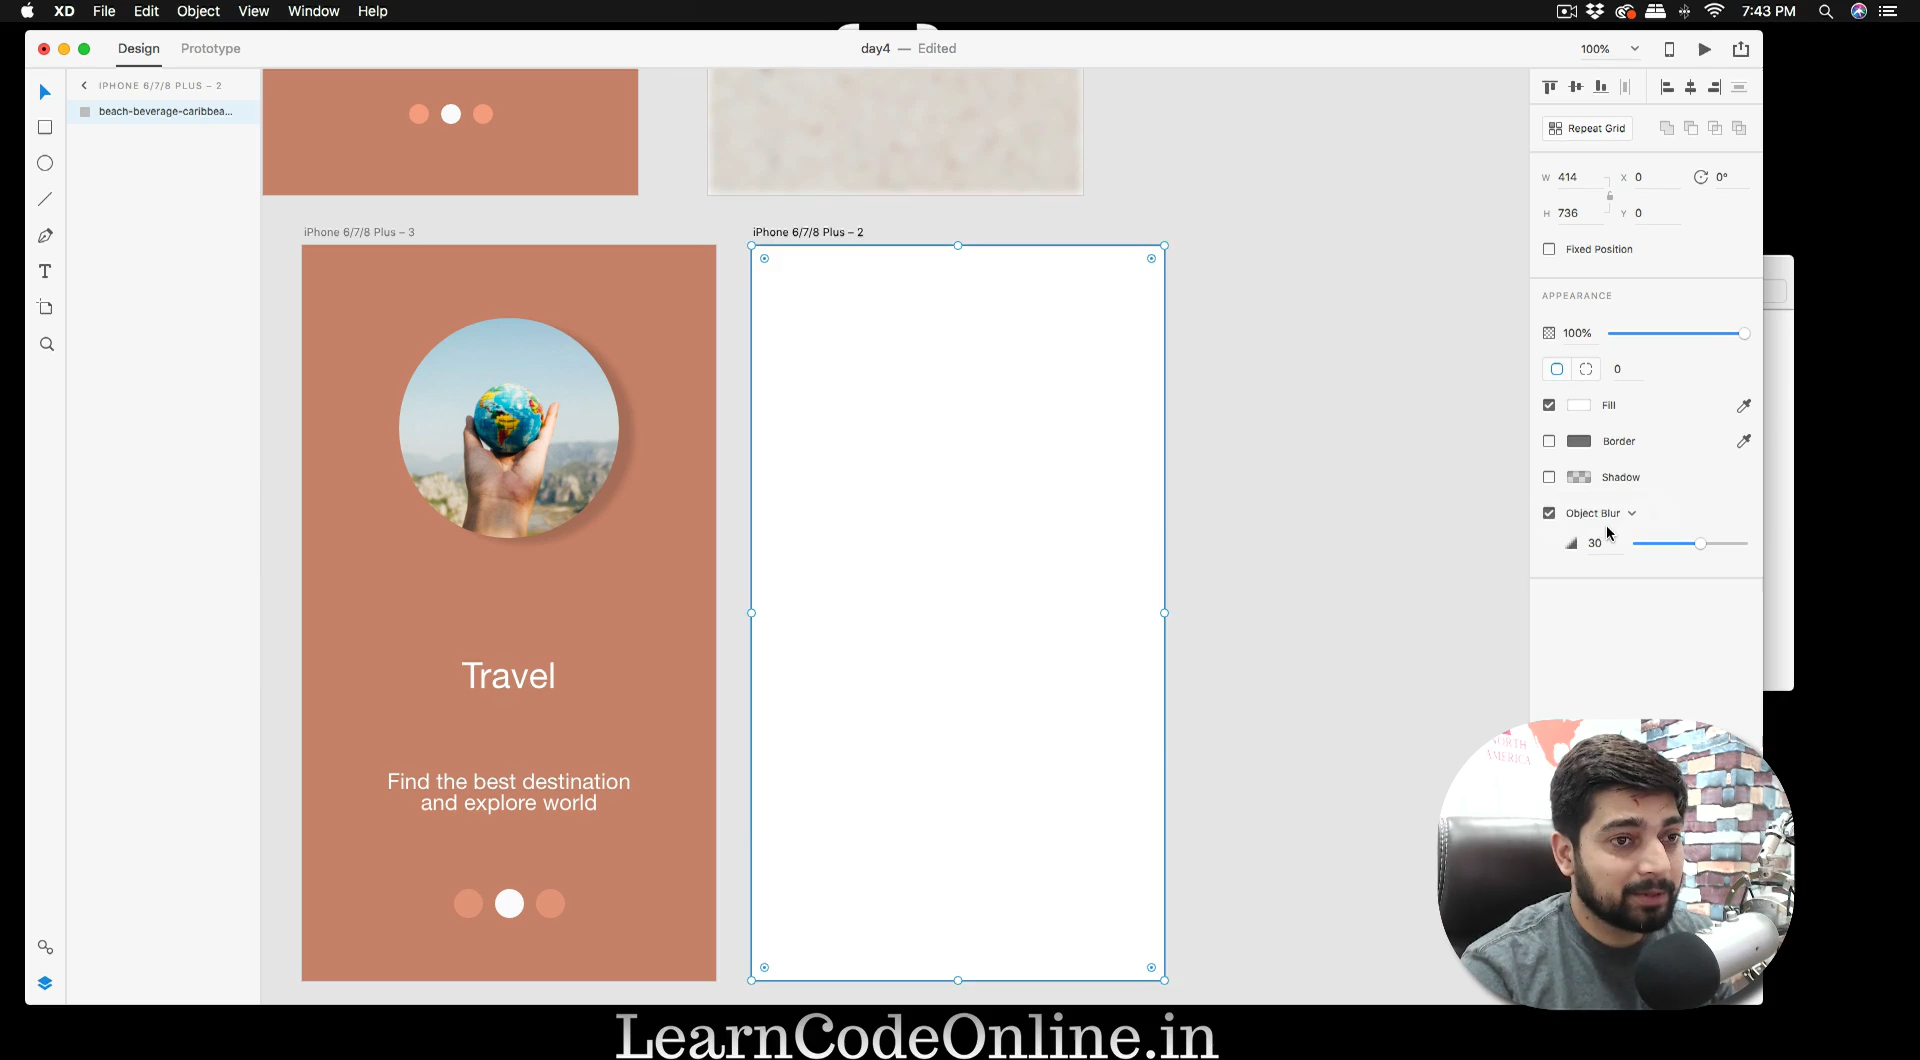 XD File Edit View Object Window Help
7:43 PM
Design Prototype
day4 — Edited
100%
IPHONE 6/7/8 PLUS – 2
beach-beverage-caribbea...
Repeat Grid
W 414 X 0 0°
H 736 Y 0
Fixed Position
APPEARANCE
100%
0
Fill
Border
Shadow
Object Blur
30
iPhone 6/7/8 Plus – 3
iPhone 6/7/8 Plus – 2
Travel
Find the best destination
and explore world
NORTH
AMERICA
LearnCodeOnline.in